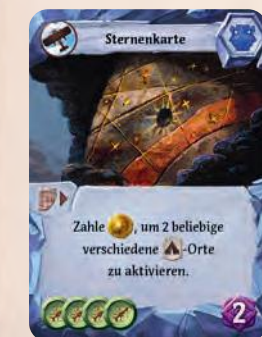 Sternenkarte
Zahle , um 2 beliebige
verschiedene -Orte
zu aktivieren.
2